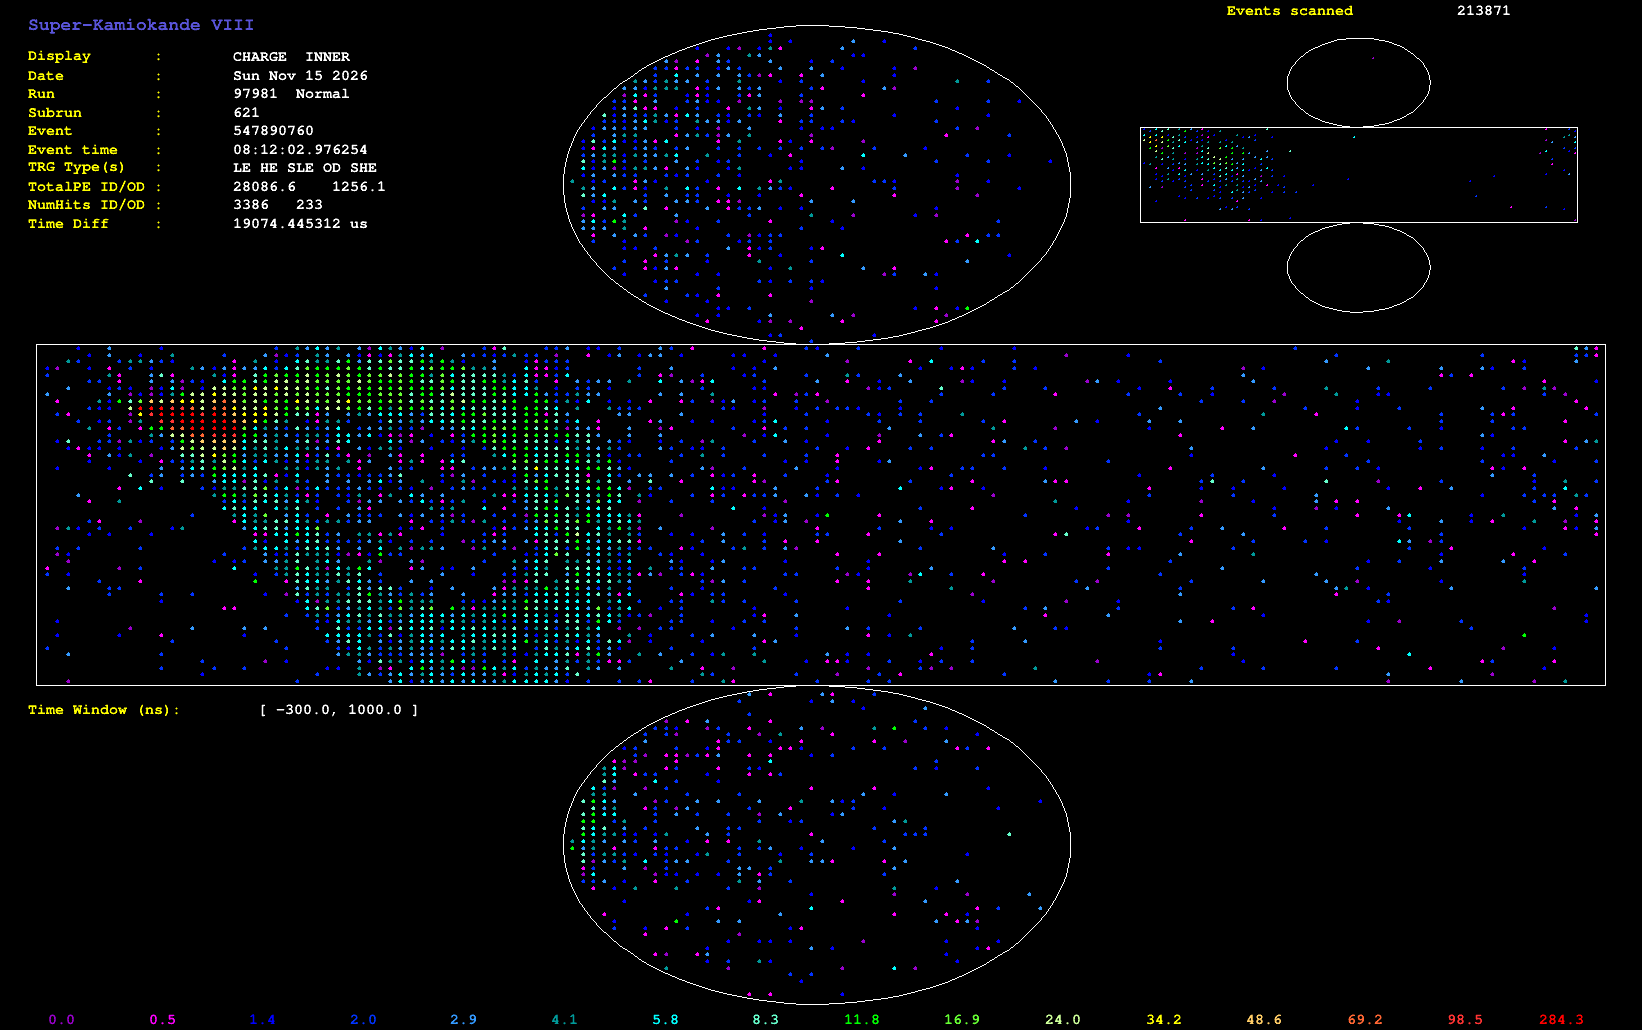 Super-Kamiokande VIII
Display : CHARGE INNER
Date : Sun Nov 15 2026
Run : 97981 Normal
Subrun : 621
Event : 547890760
Event time : 08:12:02.976254
TRG Type(s) : LE HE SLE OD SHE
TotalPE ID/OD : 28086.6 1256.1
NumHits ID/OD : 3386 233
Time Diff : 19074.445312 us
Events scanned 213871
Time Window (ns): [ -300.0, 1000.0 ]
0.0 0.5 1.4 2.0 2.9 4.1 5.8 8.3 11.8 16.9 24.0 34.2 48.6 69.2 98.5 284.3